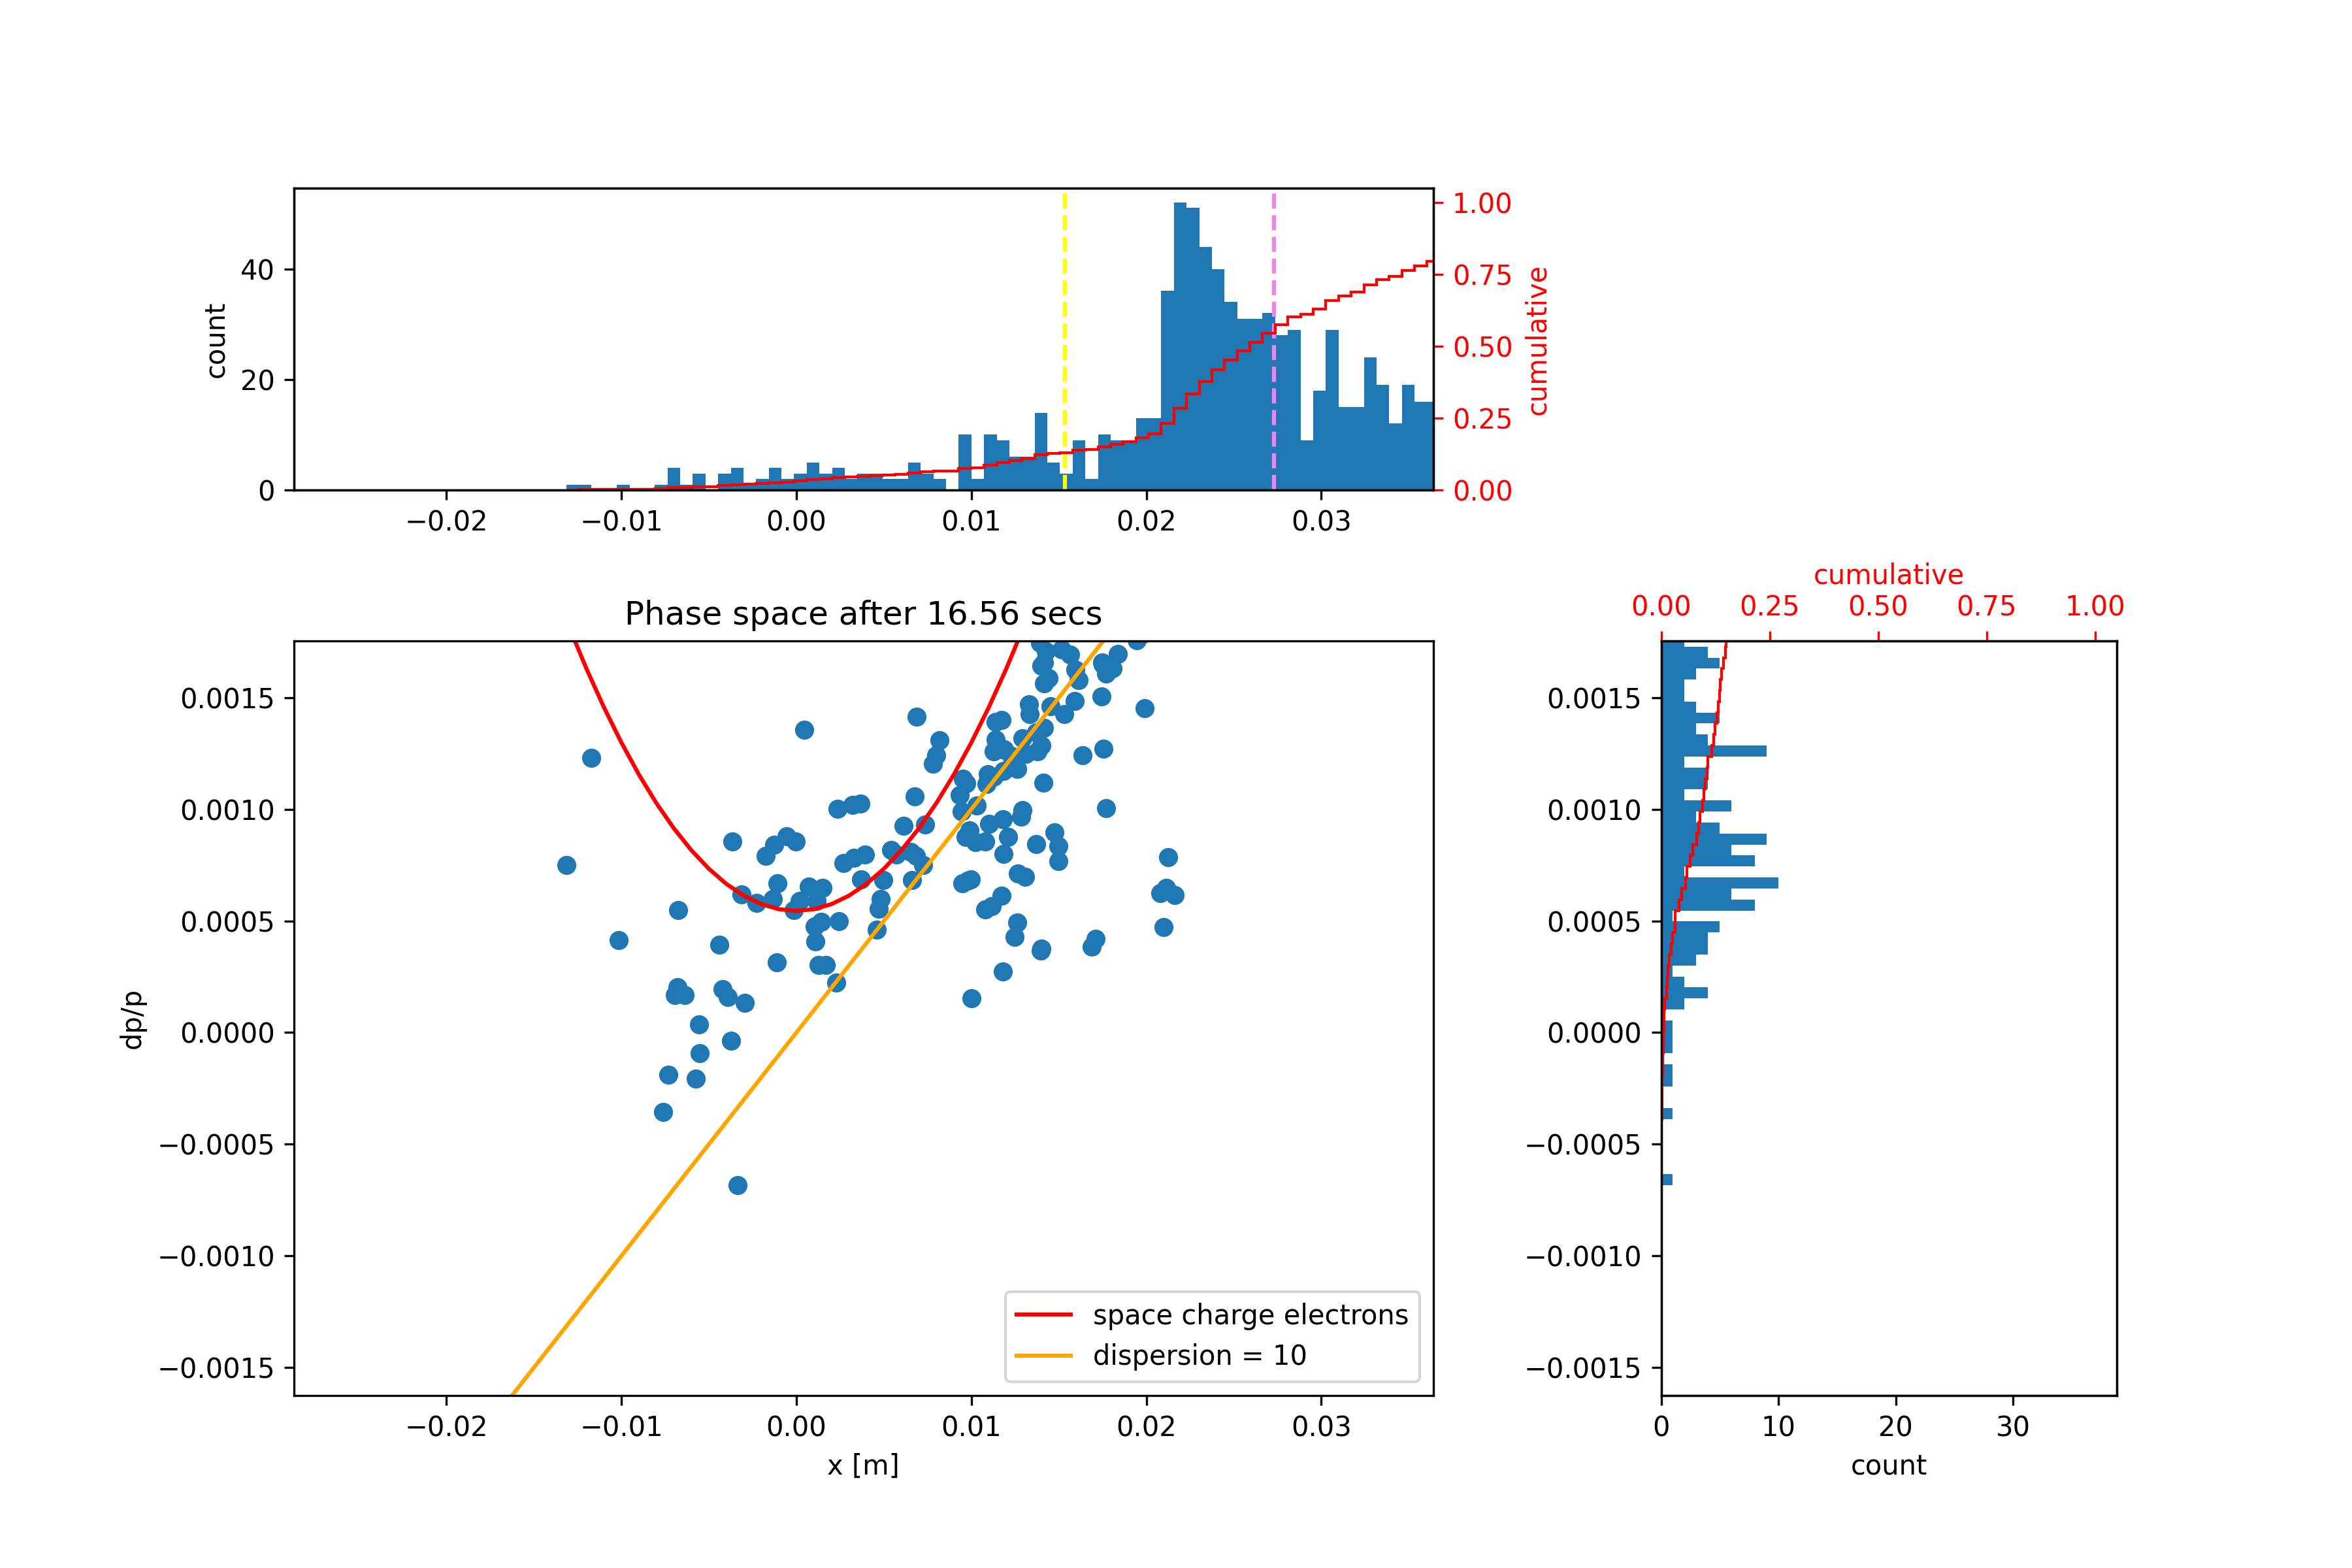 1.00
0.75
0.50
0.25
0.00
cumulative
40
20
0
count
−0.02 −0.01 0.00 0.01 0.02 0.03
Phase space after 16.56 secs
cumulative
0.00 0.25 0.50 0.75 1.00
0.0015
0.0010
0.0005
0.0000
−0.0005
−0.0010
−0.0015
dp/p
space charge electrons
dispersion = 10
−0.02 −0.01 0.00 0.01 0.02 0.03
x [m]
0.0015
0.0010
0.0005
0.0000
−0.0005
−0.0010
−0.0015
0 10 20 30
count